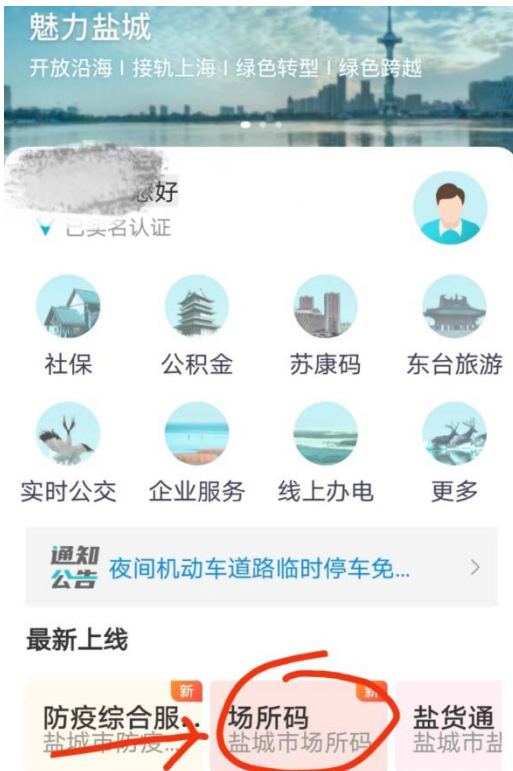 魅力盐城
开放沿海 | 接轨上海 | 绿色转型 | 绿色跨越
您好
已实名认证
社保 公积金 苏康码 东台旅游
实时公交 企业服务 线上办电 更多
通知
公告 夜间机动车道路临时停车免...
最新上线
新 新
防疫综合服... 场所码 盐货通
盐城市防疫... 盐城市场所码 盐城市盐